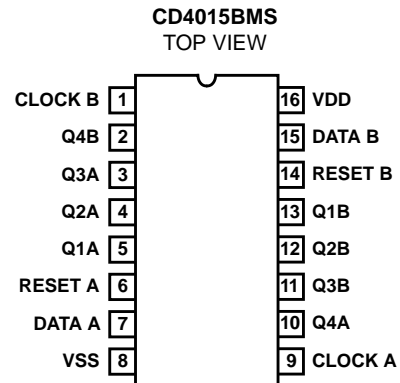 CD4015BMS
TOP VIEW
CLOCK B 1 16 VDD
Q4B 2 15 DATA B
Q3A 3 14 RESET B
Q2A 4 13 Q1B
Q1A 5 12 Q2B
RESET A 6 11 Q3B
DATA A 7 10 Q4A
VSS 8 9 CLOCK A